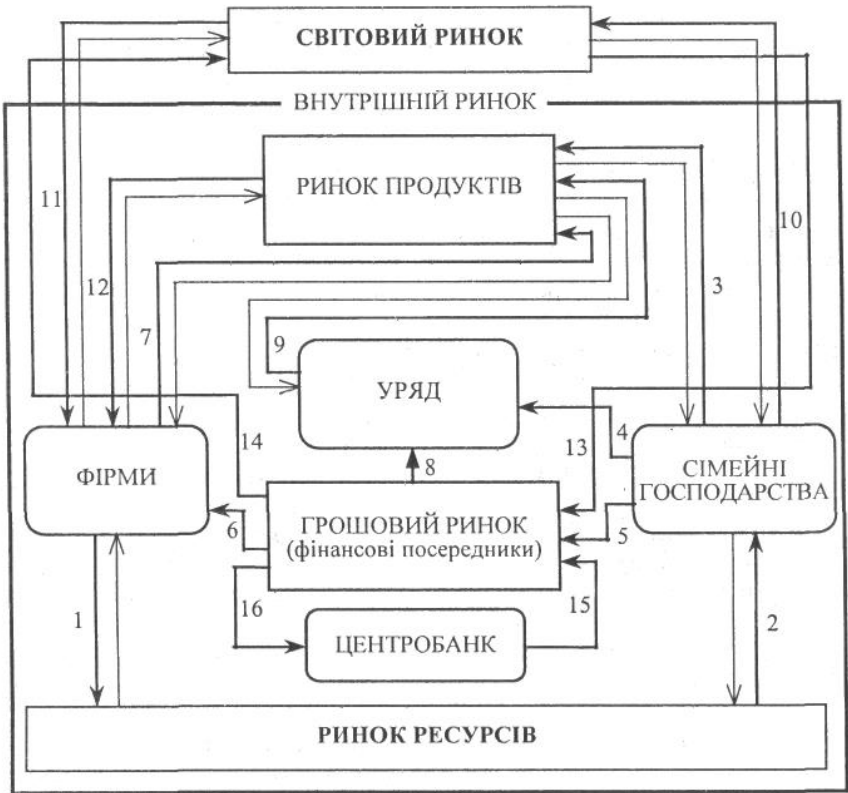 СВІТОВИЙ РИНОК
ВНУТРІШНІЙ РИНОК
РИНОК ПРОДУКТІВ
11
10
12
7
3
9
УРЯД
14
13
4
8
ФІРМИ
СІМЕЙНІ
ГОСПОДАРСТВА
6
ГРОШОВИЙ РИНОК
(фінансові посередники)
5
1
16
15
2
ЦЕНТРОБАНК
РИНОК РЕСУРСІВ